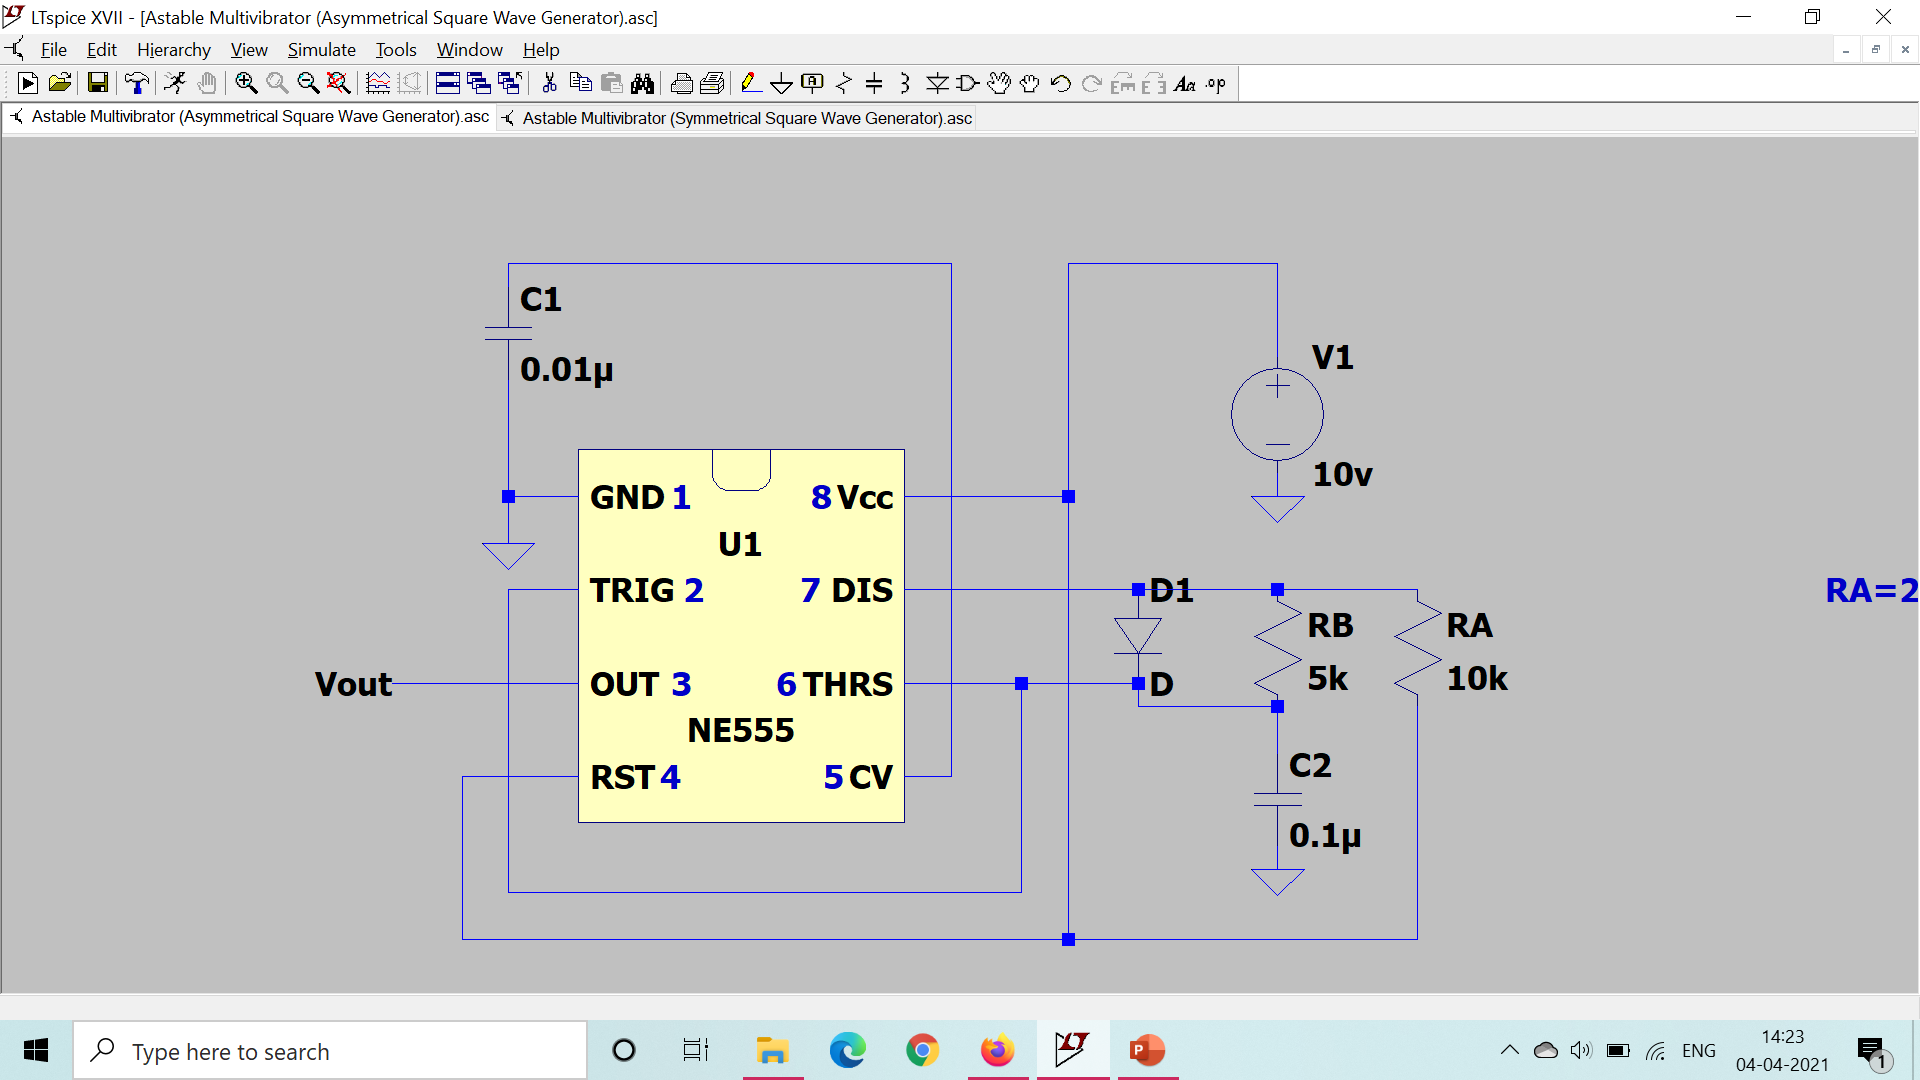 LTspice XVII - [Astable Multivibrator (Asymmetrical Square Wave Generator).asc]
File Edit Hierarchy View Simulate Tools Window Help
Astable Multivibrator (Asymmetrical Square Wave Generator).asc Astable Multivibrator (Symmetrical Square Wave Generator).asc
C1
0.01µ
V1
10v
GND 1 8 Vcc
U1
TRIG 2 7 DIS
D1
RA=2
RB
5k
RA
10k
Vout
OUT 3 6 THRS
D
NE555
RST 4 5 CV
C2
0.1µ
Type here to search
ENG
14:23
04-04-2021
1